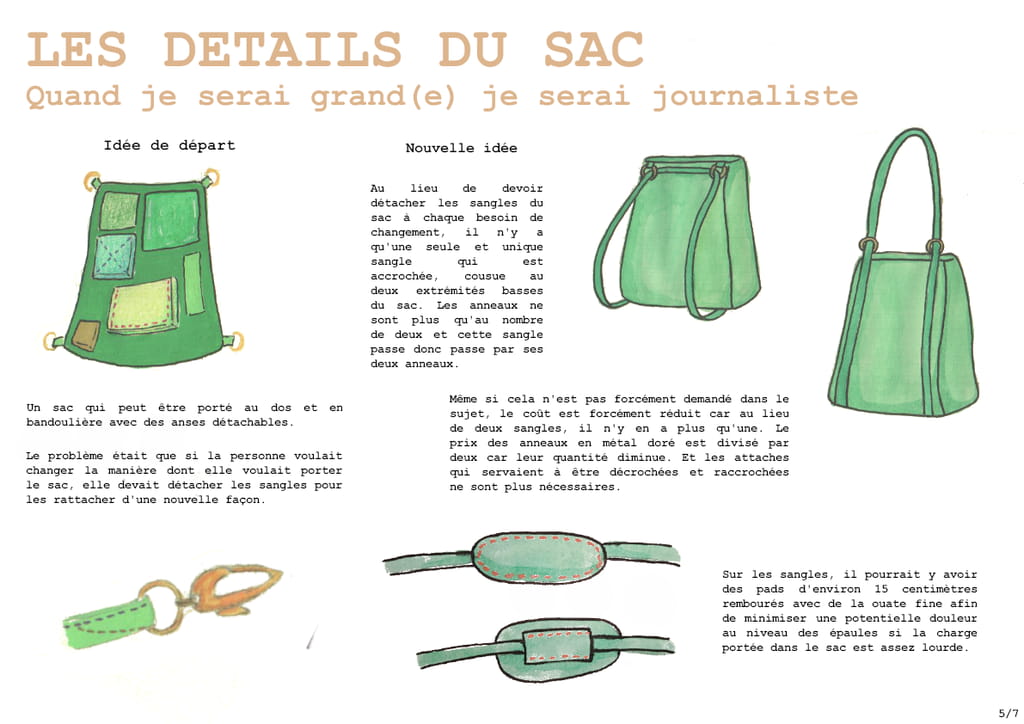 LES DETAILS DU SAC
Quand je serai grand(e) je serai journaliste
Idée de départ
Un sac qui peut être porté au dos et en
bandoulière avec des anses détachables.
Le problème était que si la personne voulait
changer la manière dont elle voulait porter
le sac, elle devait détacher les sangles pour
les rattacher d'une nouvelle façon.
Nouvelle idée
Au lieu de devoir
détacher les sangles du
sac à chaque besoin de
changement, il n'y a
qu'une seule et unique
sangle qui est
accrochée, cousue au
deux extrémités basses
du sac. Les anneaux ne
sont plus qu'au nombre
de deux et cette sangle
passe donc passe par ses
deux anneaux.
Même si cela n'est pas forcément demandé dans le
sujet, le coût est forcément réduit car au lieu
de deux sangles, il n'y en a plus qu'une. Le
prix des anneaux en métal doré est divisé par
deux car leur quantité diminue. Et les attaches
qui servaient à être décrochées et raccrochées
ne sont plus nécessaires.
Sur les sangles, il pourrait y avoir
des pads d'environ 15 centimètres
rembourés avec de la ouate fine afin
de minimiser une potentielle douleur
au niveau des épaules si la charge
portée dans le sac est assez lourde.
5/7